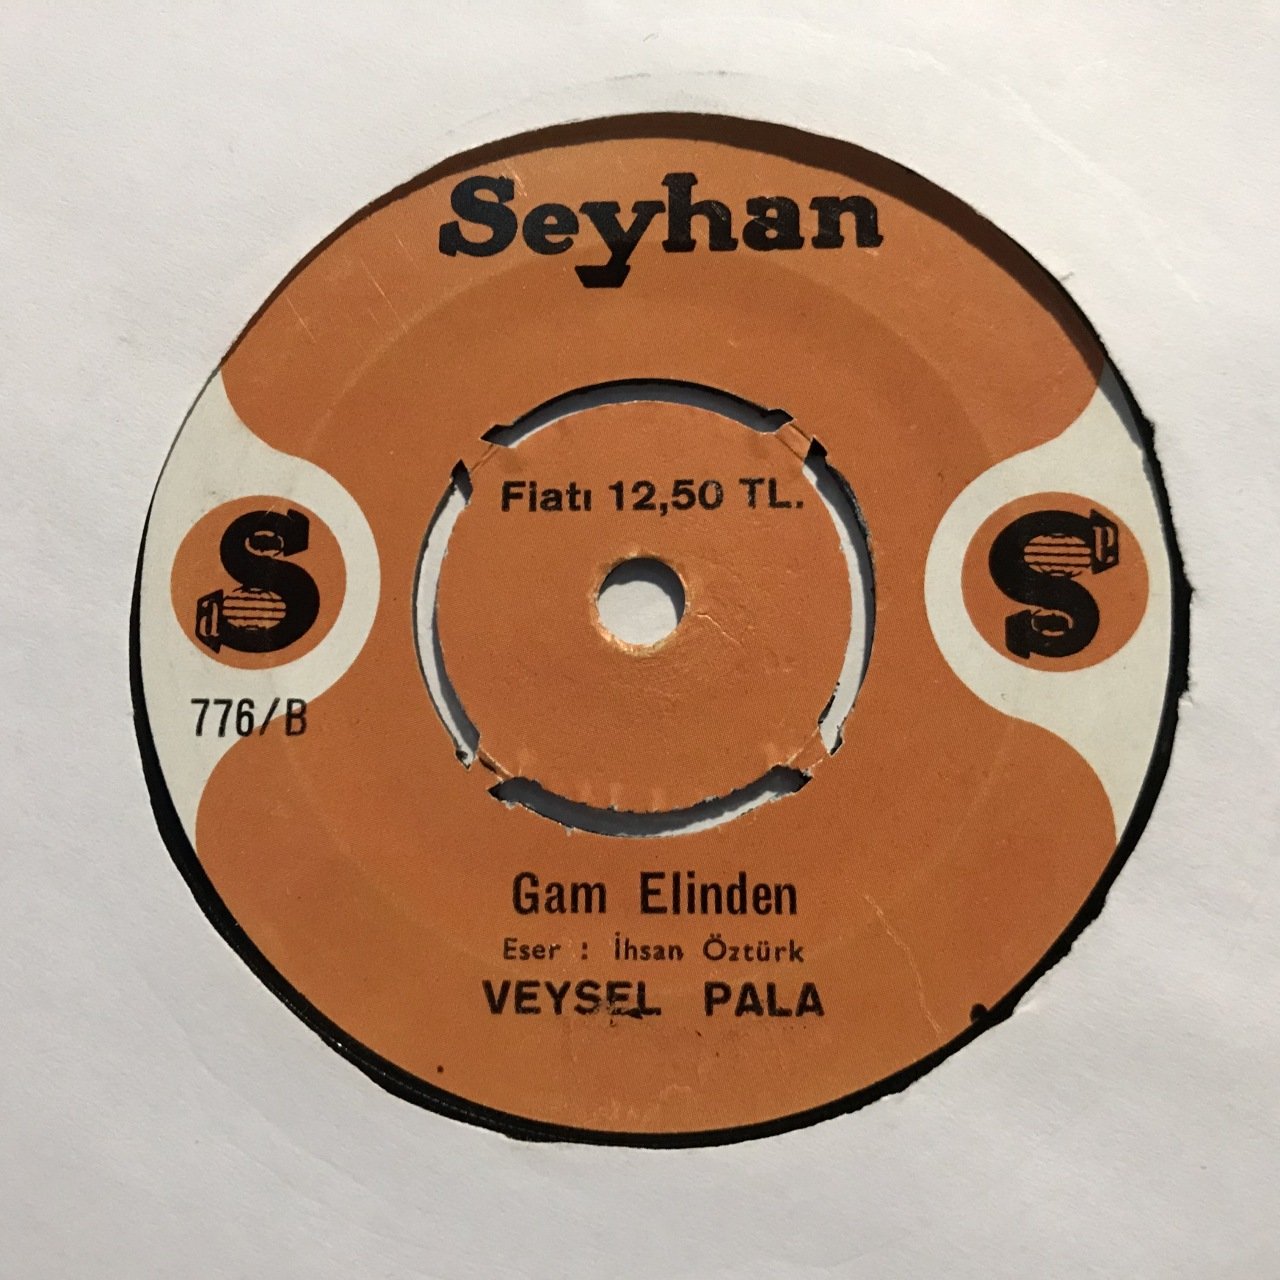 Seyhan
Fiatı 12,50 TL.
S
S
776/B
Gam Elinden
Eser : İhsan Öztürk
VEYSEL PALA